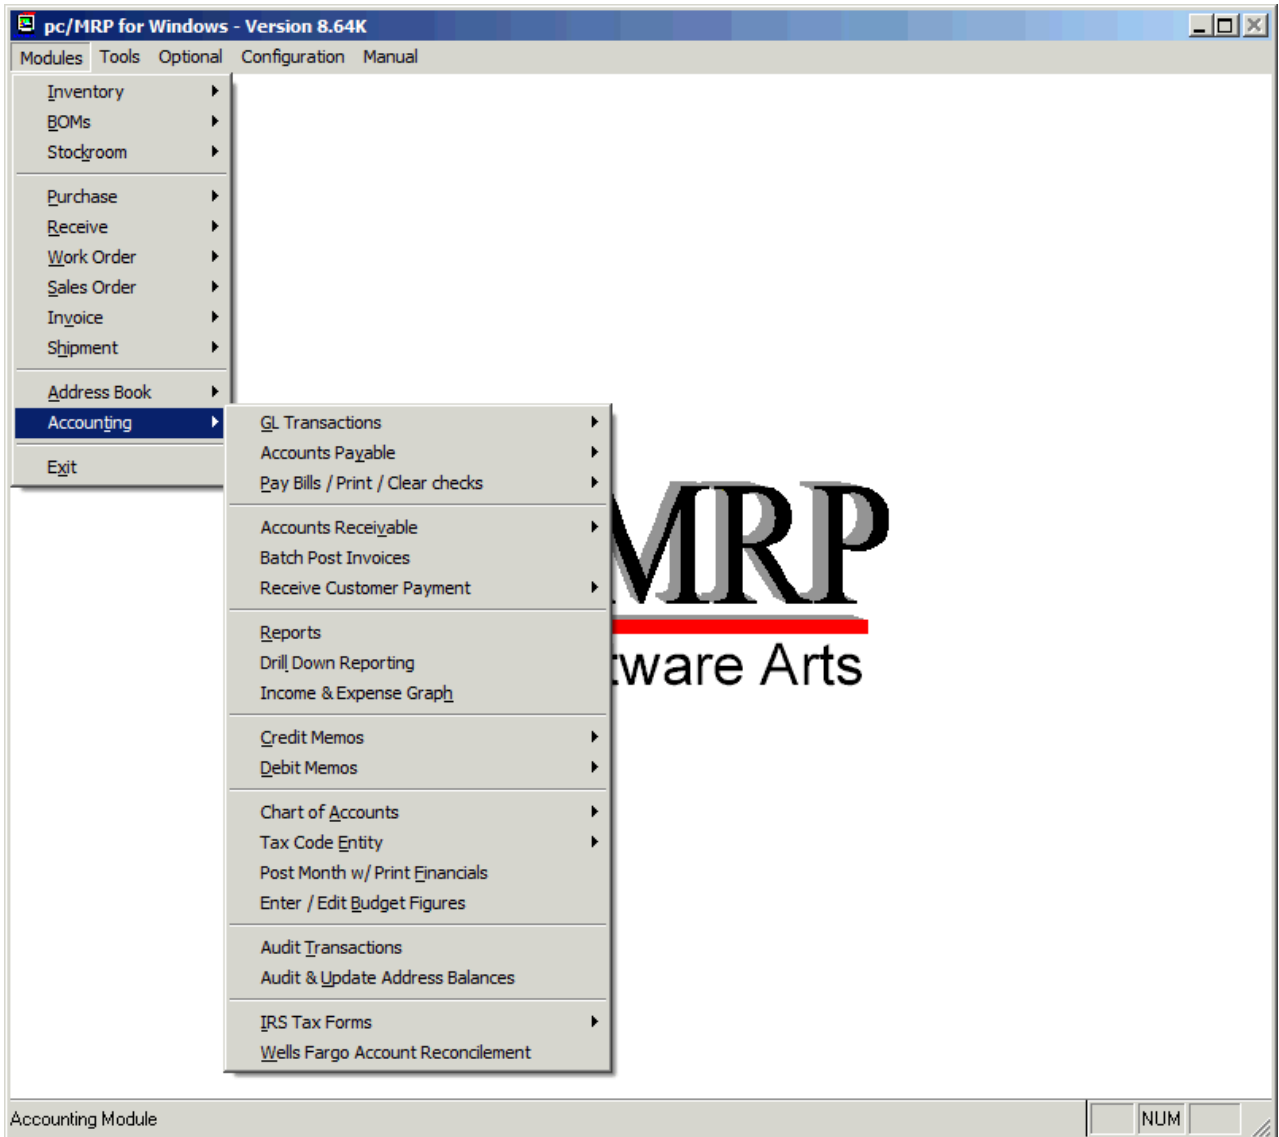 pc/MRP for Windows - Version 8.64K
Modules Tools Optional Configuration Manual
Inventory
BOMs
Stockroom
Purchase
Receive
Work Order
Sales Order
Invoice
Shipment
Address Book
Accounting
Exit
GL Transactions
Accounts Payable
Pay Bills / Print / Clear checks
Accounts Receivable
Batch Post Invoices
Receive Customer Payment
Reports
Drill Down Reporting
Income & Expense Graph
Credit Memos
Debit Memos
Chart of Accounts
Tax Code Entity
Post Month w/ Print Financials
Enter / Edit Budget Figures
Audit Transactions
Audit & Update Address Balances
IRS Tax Forms
Wells Fargo Account Reconcilement
MRP
tware Arts
Accounting Module
NUM